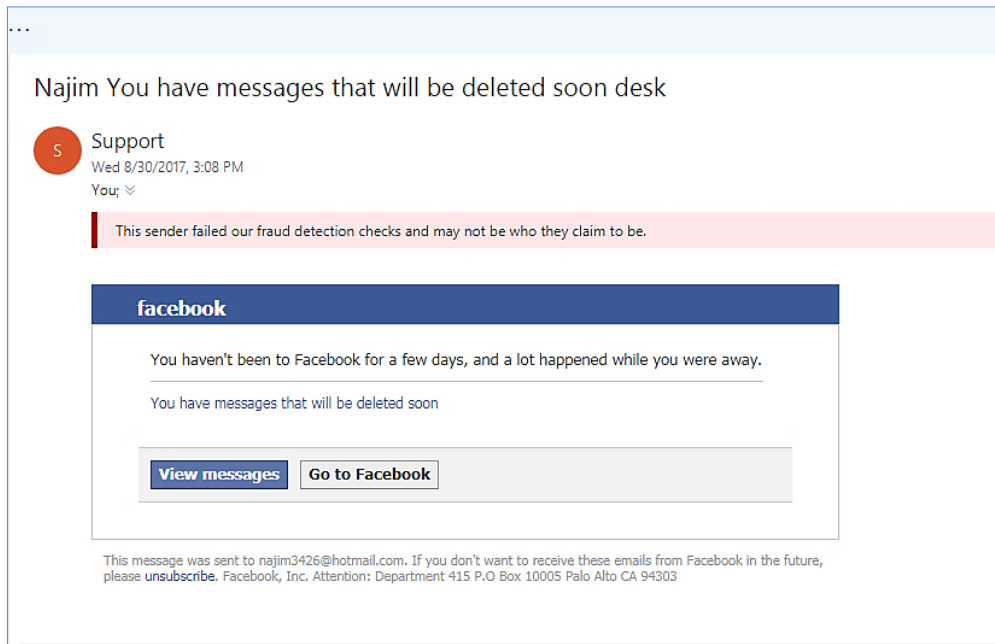 ...
Najim You have messages that will be deleted soon desk
S
Support
Wed 8/30/2017, 3:08 PM
You;
This sender failed our fraud detection checks and may not be who they claim to be.
facebook
You haven't been to Facebook for a few days, and a lot happened while you were away.
You have messages that will be deleted soon
View messages Go to Facebook
This message was sent to najim3426@hotmail.com. If you don't want to receive these emails from Facebook in the future,
please unsubscribe. Facebook, Inc. Attention: Department 415 P.O Box 10005 Palo Alto CA 94303